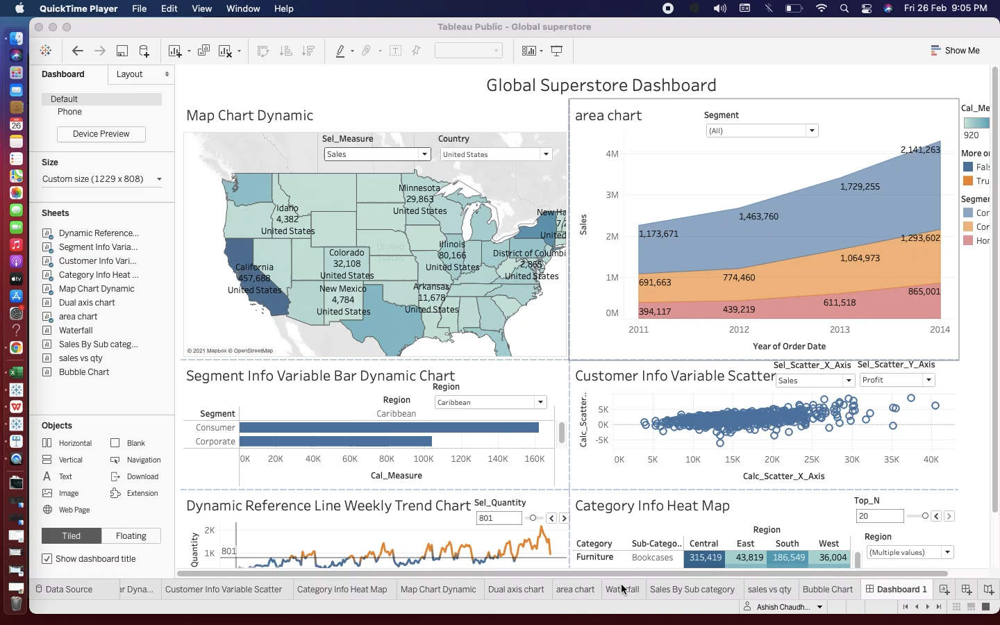 QuickTime Player File Edit View Window Help Fri 26 Feb 9:05 PM
Tableau Public - Global superstore
Show Me
Dashboard Layout
Default
Phone
Device Preview
Size
Custom size (1229 x 808)
Sheets
Dynamic Reference...
Segment Info Varia...
Customer Info Vari...
Category Info Heat ...
Map Chart Dynamic
Dual axis chart
area chart
Waterfall
Sales By Sub categ...
sales vs qty
Bubble Chart
Objects
Horizontal Blank
Vertical Navigation
Text Download
Image Extension
Web Page
Tiled Floating
Show dashboard title
Global Superstore Dashboard
Map Chart Dynamic
Sel_Measure Country
Sales United States
Minnesota
29,863
United States
Idaho
4,382
United States
New Ha
7,2
United
United
States
Colorado
32,108
United States
Illinois
80,166
United States
District of Columbi
2,865
United States
California
457,688
United States
New Mexico
4,784
United States
Arkansas
11,678
United States
© 2021 Mapbox © OpenStreetMap
area chart
Segment
(All)
4M
3M
2M
1M
0M
Sales
2,141,263
1,729,255
1,463,760
1,173,671
1,293,602
1,064,973
774,460
691,663
865,001
611,518
439,219
394,117
2011 2012 2013 2014
Year of Order Date
Cal_Me
920
More or
Fals
Tru
Segmer
Con
Cor
Hor
Segment Info Variable Bar Dynamic Chart
Region
Caribbean
Region
Segment Caribbean
Consumer
Corporate
0K 20K 40K 60K 80K 100K 120K 140K 160K
Cal_Measure
Customer Info Variable Scatter
Sel_Scatter_X_Axis Sel_Scatter_Y_Axis
Sales Profit
Calc_Scatter..
5K
0K
-5K
0K 5K 10K 15K 20K 25K 30K 35K 40K
Calc_Scatter_X_Axis
Dynamic Reference Line Weekly Trend Chart
Sel_Quantity
801
Quantity
2K
1K
801
Category Info Heat Map
Top_N
20
Region
Category Sub-Catego.. Central East South West
Furniture Bookcases 315,419 43,819 186,549 36,004
Region
(Multiple values)
Data Source ır Dyna... Customer Info Variable Scatter Category Info Heat Map Map Chart Dynamic Dual axis chart area chart Waterfall Sales By Sub category sales vs qty Bubble Chart Dashboard 1
Ashish Chaudh...